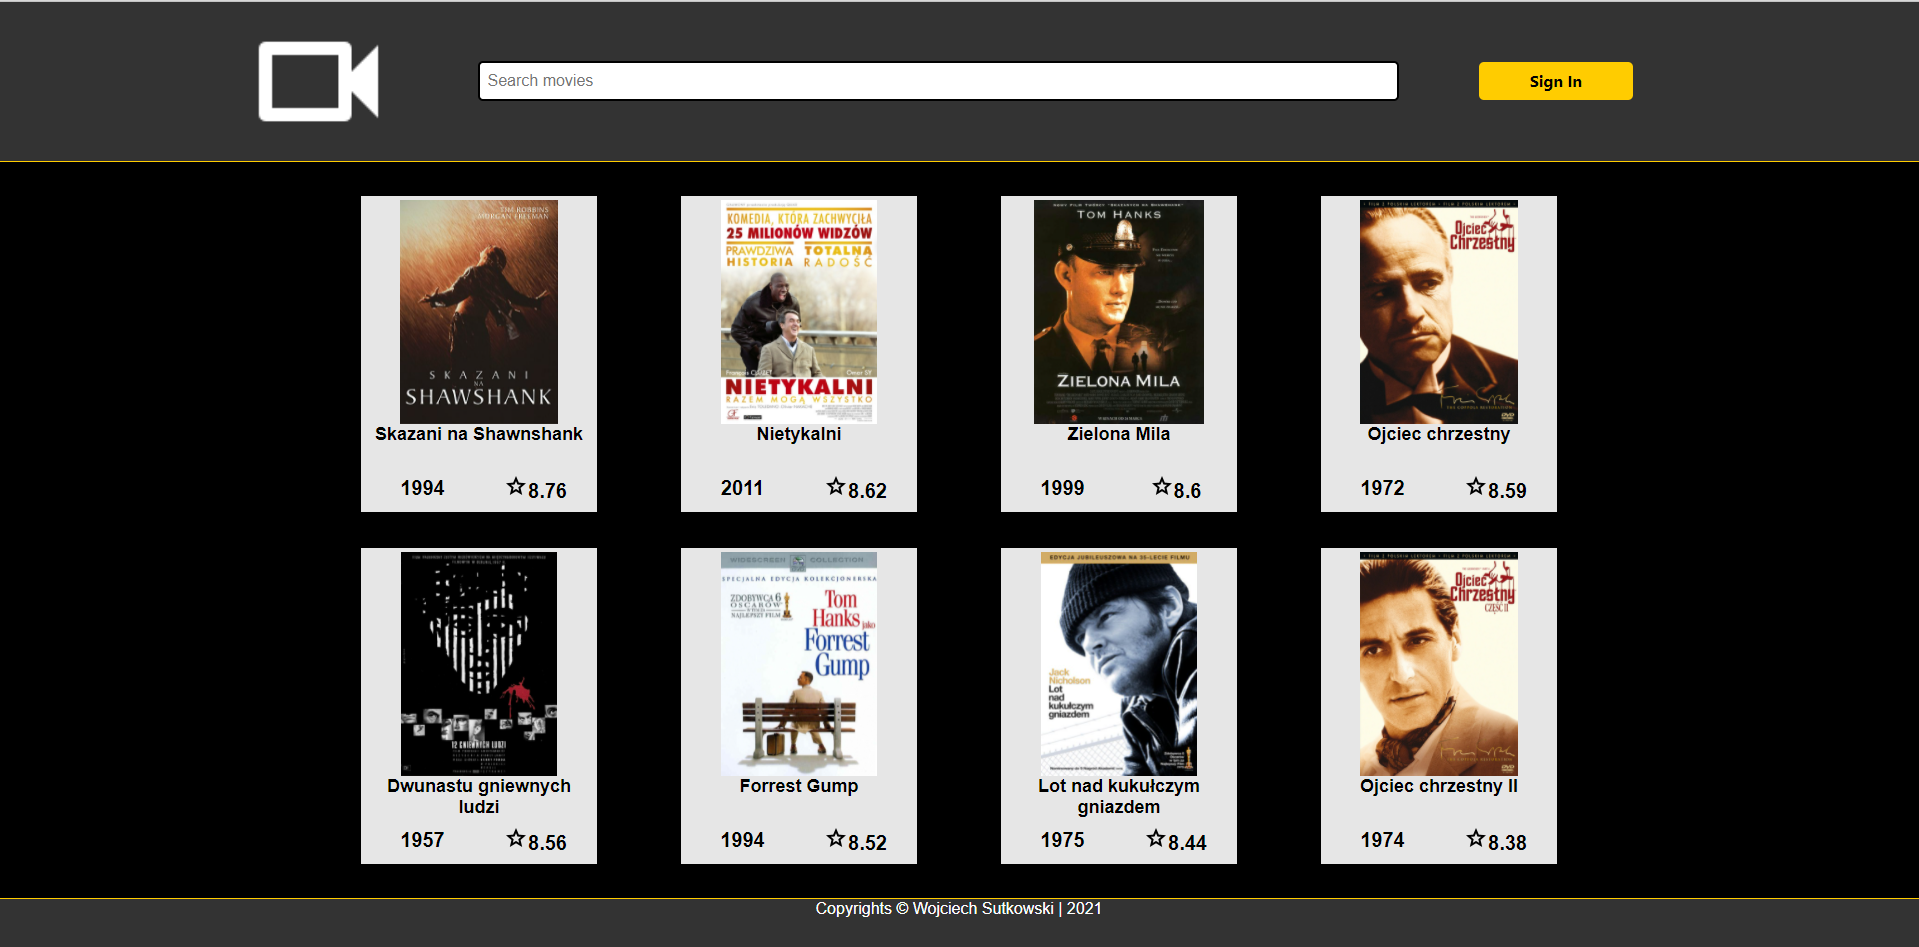 Search movies
Sign In
TIM ROBBINS
MORGAN FREEMAN
SKAZANI
NA
SHAWSHANK
Skazani na Shawnshank
1994
8.76
KOMEDIA, KTÓRA ZACHWYCIŁA
25 MILIONÓW WIDZÓW
PRAWDZIWA TOTALNA
HISTORIA RADOŚĆ
NIETYKALNI
RAZEM MOGĄ WSZYSTKO
Nietykalni
2011
8.62
TOM HANKS
ZIELONA MILA
Zielona Mila
1999
8.6
Ojciec
Chrzestny
Ojciec chrzestny
1972
8.59
12 GNIEWNYCH LUDZI
Dwunastu gniewnych
ludzi
1957
8.56
WIDESCREEN COLLECTION
SPECJALNA EDYCJA KOLEKCJONERSKA
ZDOBYWCA 6
OSCARÓW
NAJLEPSZY FILM
Tom
Hanks jako
Forrest
Gump
Forrest Gump
1994
8.52
EDYCJA JUBILEUSZOWA NA 30-LECIE FILMU
Jack
Nicholson
Lot
nad
kukułczym
gniazdem
Lot nad kukułczym
gniazdem
1975
8.44
Ojciec
Chrzestny
CZĘŚĆ II
Ojciec chrzestny II
1974
8.38
Copyrights © Wojciech Sutkowski | 2021